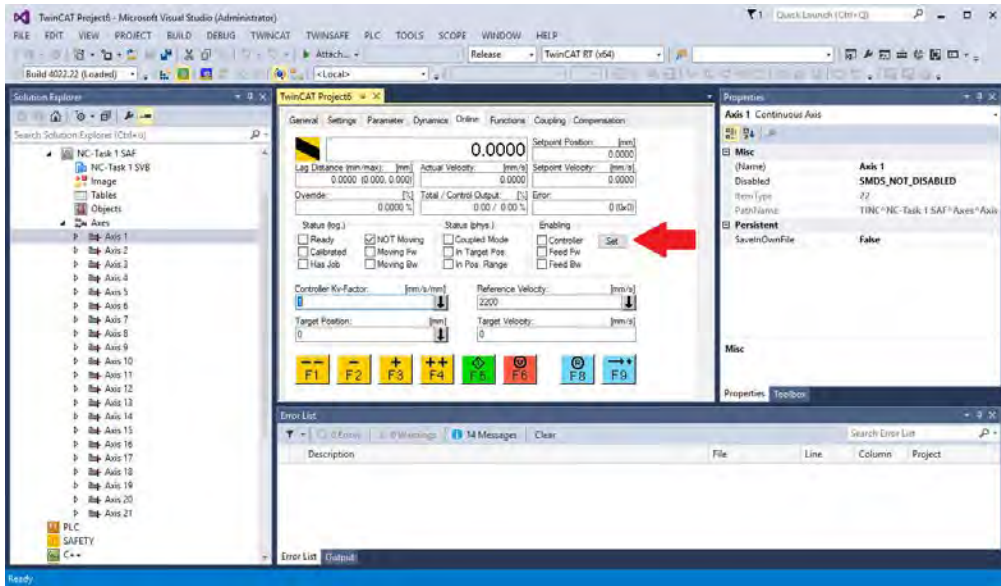 TwinCAT Project6 - Microsoft Visual Studio (Administrator)
1 Quick Launch (Ctrl+Q)
FILE EDIT VIEW PROJECT BUILD DEBUG TWINCAT TWINSAFE PLC TOOLS SCOPE WINDOW HELP
Attach... Release TwinCAT RT (x64)
Build 4022.22 (Loaded) <Local>
Solution Explorer
Search Solution Explorer (Ctrl+ü)
NC-Task 1 SAF
NC-Task 1 SVB
Image
Tables
Objects
Axes
Axis 1
Axis 2
Axis 3
Axis 4
Axis 5
Axis 6
Axis 7
Axis 8
Axis 9
Axis 10
Axis 11
Axis 12
Axis 13
Axis 14
Axis 15
Axis 16
Axis 17
Axis 18
Axis 19
Axis 20
Axis 21
PLC
SAFETY
C++
TwinCAT Project6
General Settings Parameter Dynamics Online Functions Coupling Compensation
0.0000
Setpoint Position: [mm]
0.0000
Lag Distance (min/max): [mm] Actual Velocity: [mm/s] Setpoint Velocity: [mm/s]
0.0000 (0.000, 0.000) 0.0000 0.0000
Override: [%] Total / Control Output: [%] Error:
0.0000 % 0.00 / 0.00 % 0 (0x0)
Status (log.) Status (phys.) Enabling
Ready NOT Moving Coupled Mode Controller Set
Calibrated Moving Fw In Target Pos. Feed Fw
Has Job Moving Bw In Pos. Range Feed Bw
Controller Kv-Factor: [mm/s/mm] Reference Velocity: [mm/s]
2200
Target Position: [mm] Target Velocity: [mm/s]
0 0
F1 F2 F3 F4 F5 F6 F8 F9
Properties
Axis 1 Continuous Axis
Misc
(Name) Axis 1
Disabled SMDS_NOT_DISABLED
ItemType 22
PathName TINC^NC-Task 1 SAF^Axes^Axis
Persistent
SaveInOwnFile False
Misc
Properties Toolbox
Error List
0 Errors 0 Warnings 14 Messages Clear
Search Error List
Description File Line Column Project
Error List Output
Ready